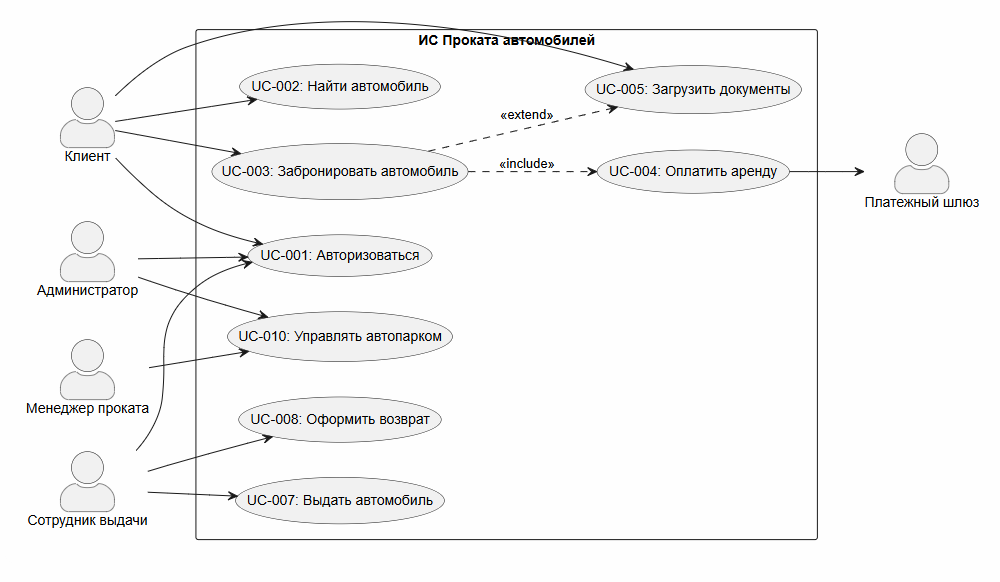 ИС Проката автомобилей
UC-002: Найти автомобиль
UC-005: Загрузить документы
«extend»
Клиент
UC-003: Забронировать автомобиль
«include»
UC-004: Оплатить аренду
Платежный шлюз
UC-001: Авторизоваться
Администратор
UC-010: Управлять автопарком
Менеджер проката
UC-008: Оформить возврат
UC-007: Выдать автомобиль
Сотрудник выдачи